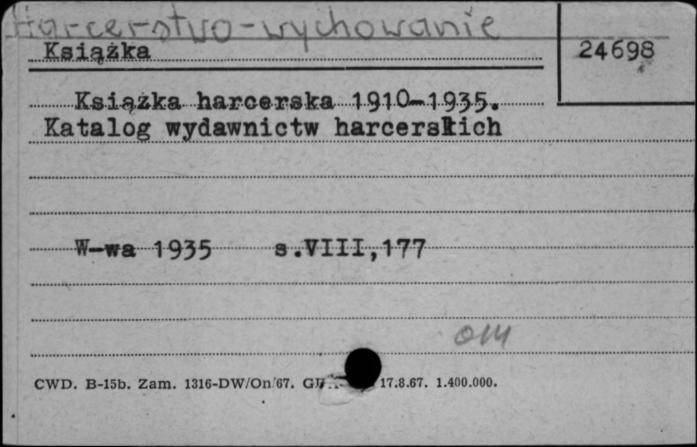 Harcerstwo-wychowanie
Książka
24698
Książka harcerska 1910-1935.
Katalog wydawnictw harcerskich
W-wa 1935 s.VIII,177
CWD. B-15b. Zam. 1316-DW/On/67. 17.8.67. 1.400.000.